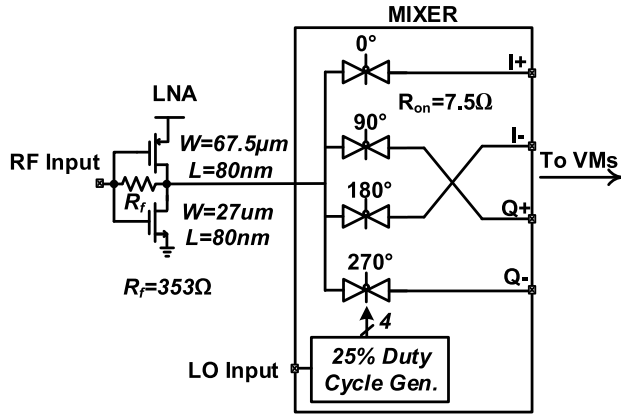 MIXER
0°
I+
LNA
R_on=7.5Ω
W=67.5μm
L=80nm
90°
I-
RF Input
To VMs
R_f
180°
W=27um
L=80nm
Q+
270°
Q-
R_f=353Ω
4
LO Input
25% Duty
Cycle Gen.